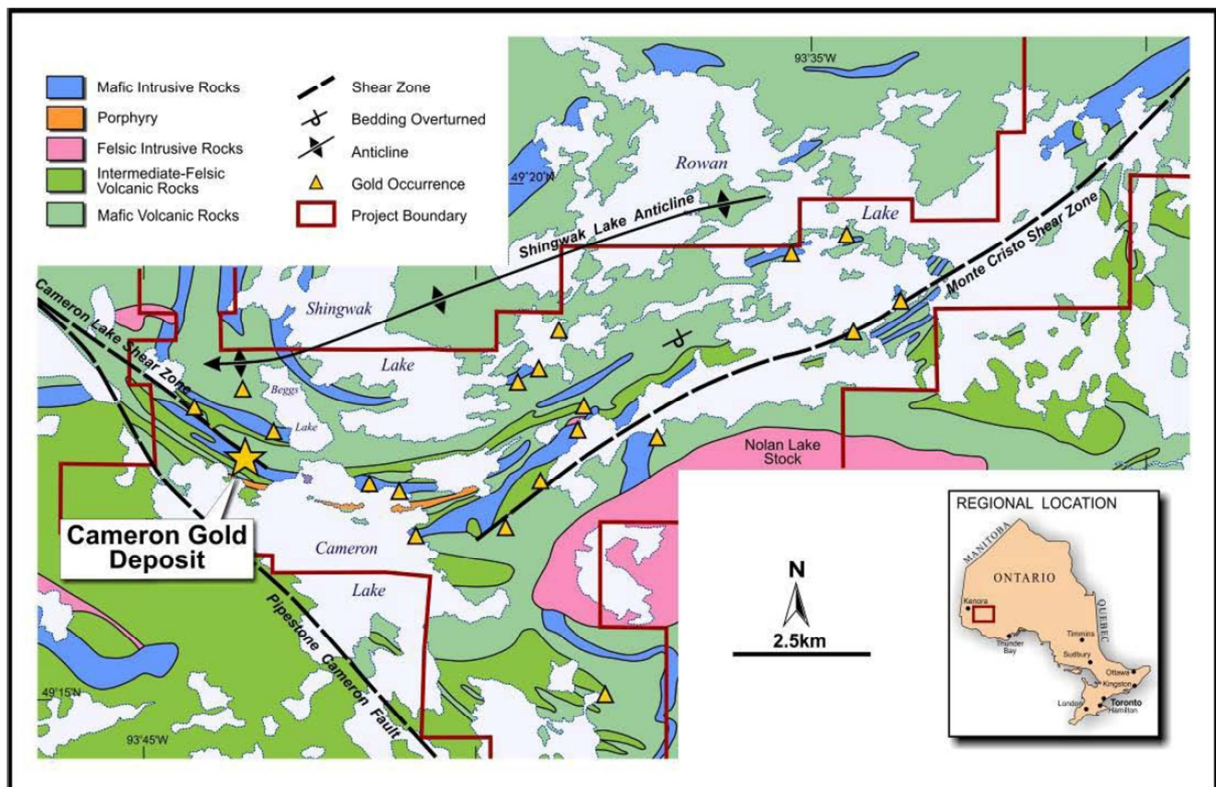 Mafic Intrusive Rocks
Porphyry
Felsic Intrusive Rocks
Intermediate-Felsic
Volcanic Rocks
Mafic Volcanic Rocks
Shear Zone
Bedding Overturned
Anticline
Gold Occurrence
Project Boundary
93°35'W
49°20'N
Rowan
Lake
Shingwak Lake Anticline
Monte Cristo Shear Zone
Shingwak
Lake
Cameron Lake Shear Zone
Beggs
Lake
Nolan Lake
Stock
Cameron Gold
Deposit
Cameron
Lake
Pipestone Cameron Fault
49°15'N
93°45'W
N
2.5km
REGIONAL LOCATION
MANITOBA
ONTARIO
QUEBEC
Kenora
Thunder
Bay
Timmins
Sudbury
Ottawa
Kingston
Toronto
London
Hamilton